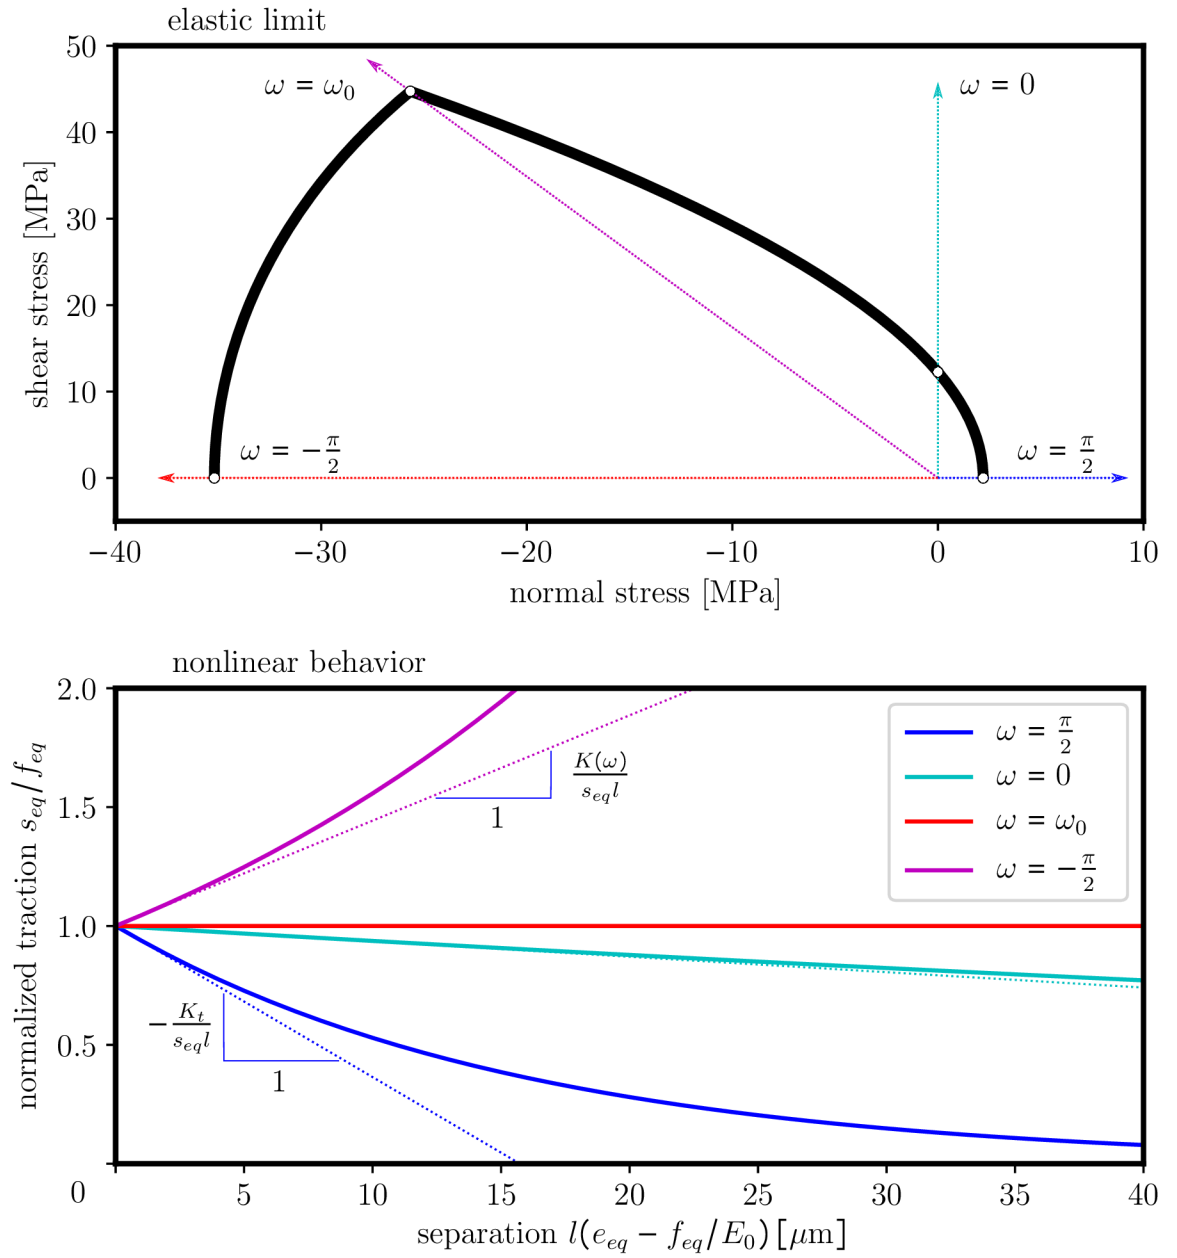 elastic limit
50
40
30
20
10
0
shear stress [MPa]
ω = ω₀
ω = 0
ω = −π/2
ω = π/2
−40
−30
−20
−10
0
10
normal stress [MPa]
nonlinear behavior
2.0
1.5
1.0
0.5
0
normalized traction s_eq/f_eq
K(ω)/s_eq l
1
−K_t/s_eq l
1
ω = π/2
ω = 0
ω = ω₀
ω = −π/2
5
10
15
20
25
30
35
40
separation l(e_eq − f_eq/E₀)[μm]